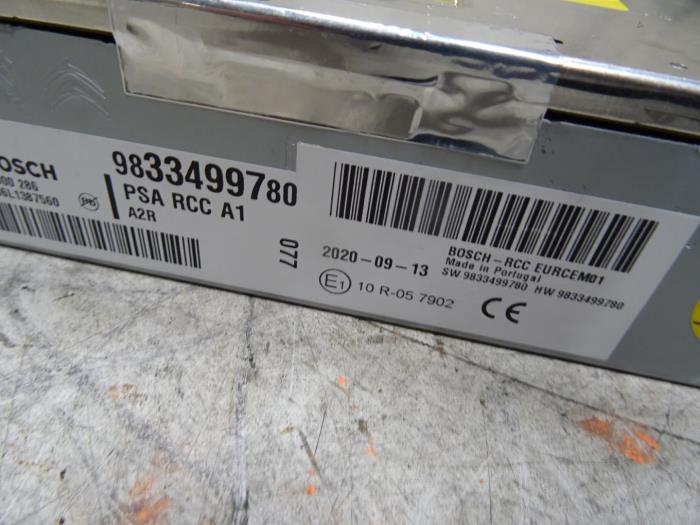 BOSCH
9833499780
PSA RCC A1
A2R
077
2020-09-13
BOSCH-RCC EURCEM01
Made in Portugal
SW 9833499780 HW 9833499780
E1 10 R-05 7902
CE